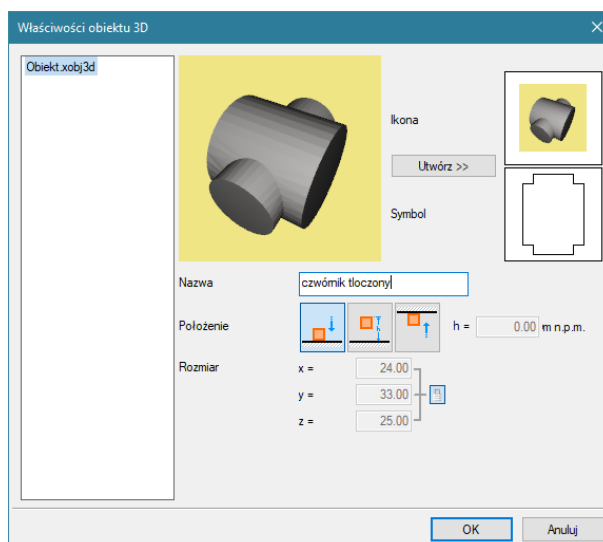 Właściwości obiektu 3D
Obiekt.xobj3d
Ikona
Utwórz >>
Symbol
Nazwa
czwórnik tłoczony
Położenie
h = 0.00 m n.p.m.
Rozmiar
x = 24.00
y = 33.00
z = 25.00
OK
Anuluj